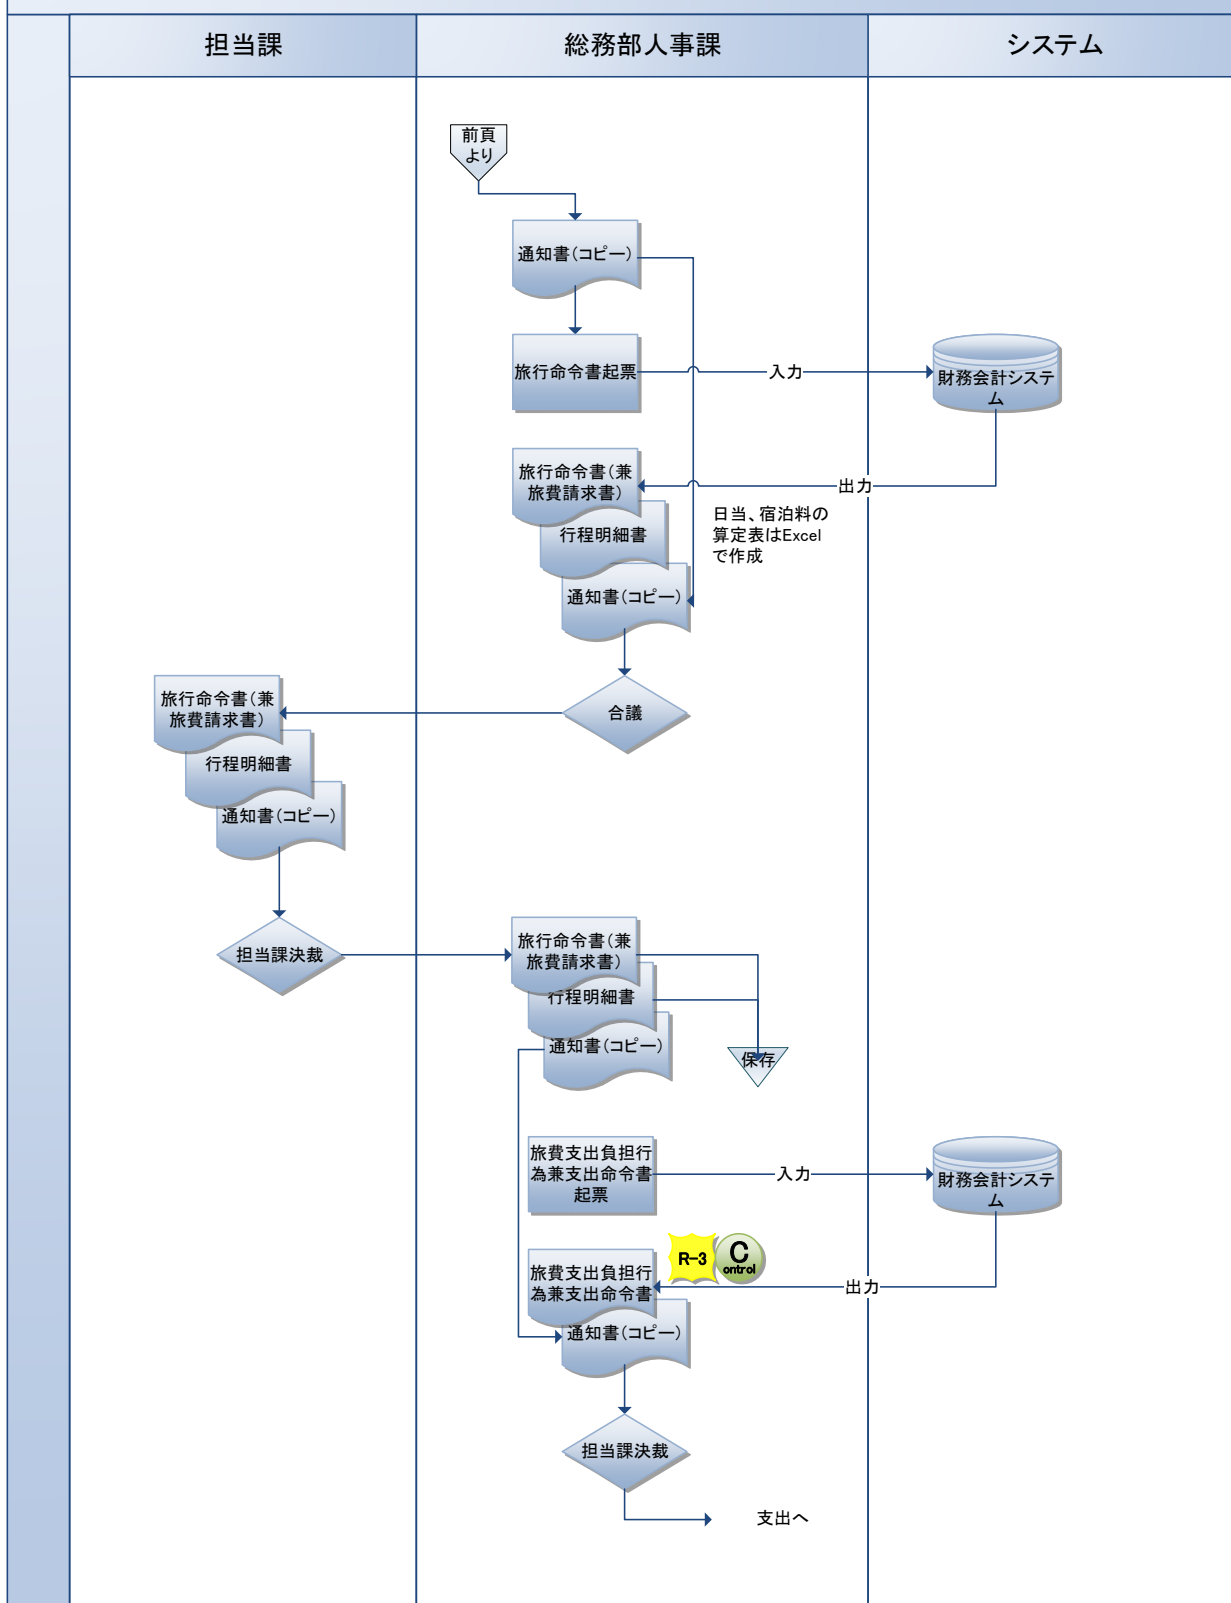 担当課
総務部人事課
システム
前頁
より
通知書(コピー)
旅行命令書起票
入力
財務会計システ
ム
旅行命令書(兼
旅費請求書)
出力
行程明細書
日当、宿泊料の
算定表はExcel
で作成
通知書(コピー)
合議
旅行命令書(兼
旅費請求書)
行程明細書
通知書(コピー)
担当課決裁
旅行命令書(兼
旅費請求書)
行程明細書
通知書(コピー)
保存
旅費支出負担行
為兼支出命令書
起票
入力
財務会計システ
ム
R-3
C
ontrol
旅費支出負担行
為兼支出命令書
出力
通知書(コピー)
担当課決裁
支出へ